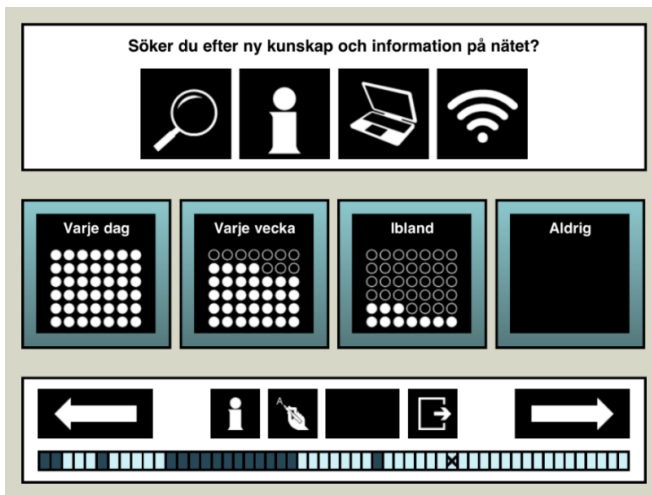 Söker du efter ny kunskap och information på nätet?
Varje dag
Varje vecka
Ibland
Aldrig
A